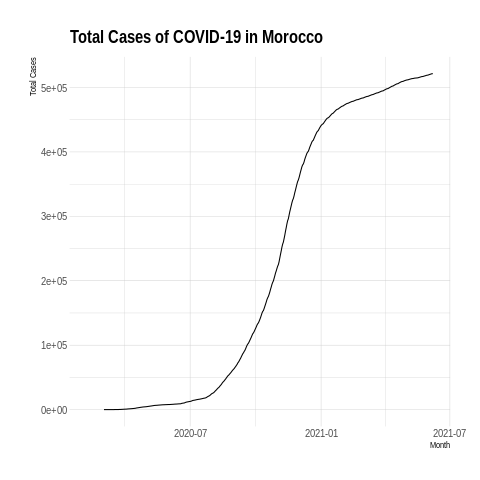 Total Cases of COVID-19 in Morocco
Total Cases
5e+05
4e+05
3e+05
2e+05
1e+05
0e+00
2020-07
2021-01
2021-07
Month